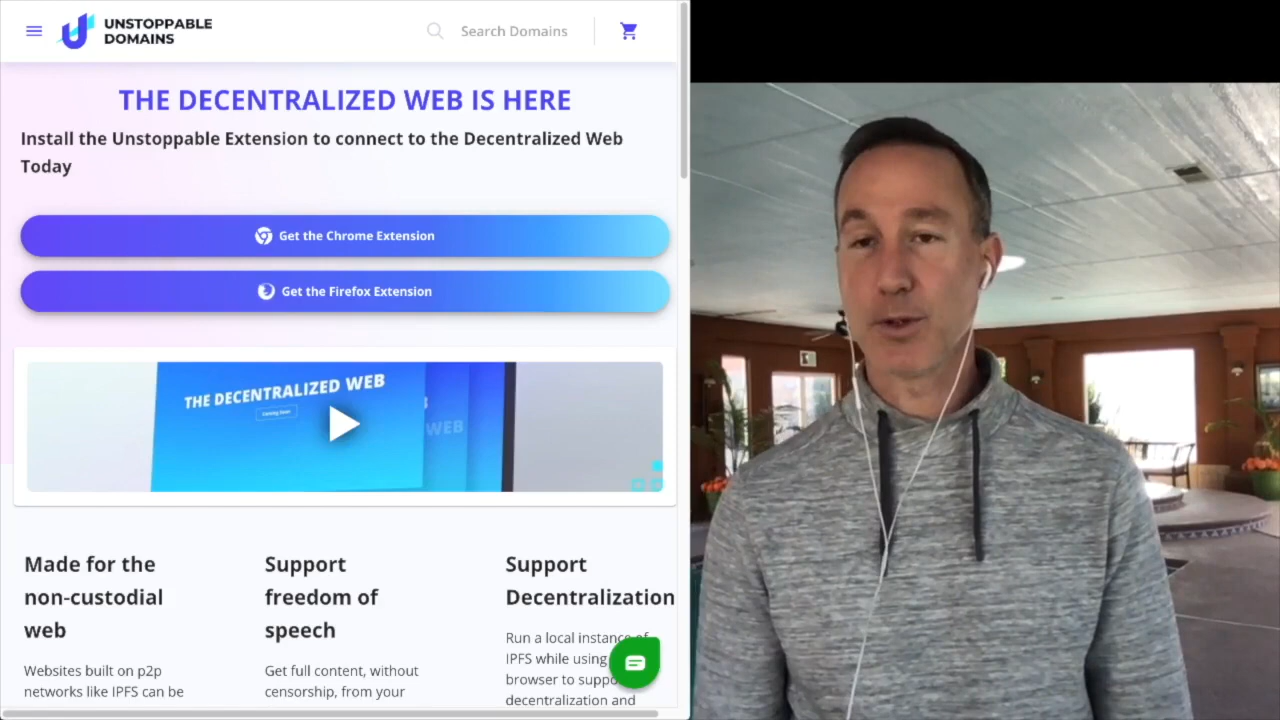 UNSTOPPABLE
DOMAINS
Search Domains
THE DECENTRALIZED WEB IS HERE
Install the Unstoppable Extension to connect to the Decentralized Web
Today
Get the Chrome Extension
Get the Firefox Extension
THE DECENTRALIZED WEB
Coming Soon
WEB
Made for the
non-custodial
web
Websites built on p2p
networks like IPFS can be
Support
freedom of
speech
Get full content, without
censorship, from your
Support
Decentralization
Run a local instance of
IPFS while using
browser to
decentralization and